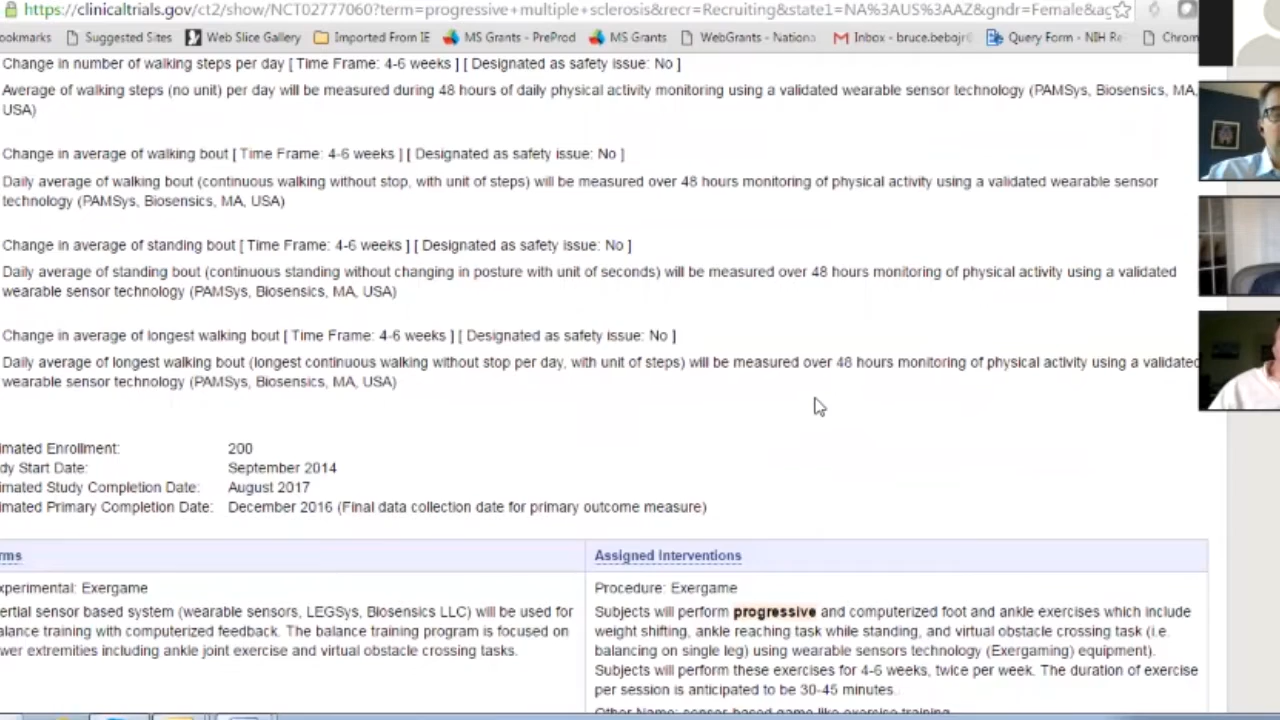 https://clinicaltrials.gov/ct2/show/NCT02777060?term=progressive+multiple+sclerosis&recr=Recruiting&state1=NA%3AUS%3AAZ&gndr=Female&ag
ookmarks Suggested Sites Web Slice Gallery Imported From IE MS Grants - PreProd MS Grants WebGrants - Nationa Inbox - bruce.bebojr Query Form - NIH Re Chrom
Change in number of walking steps per day [ Time Frame: 4-6 weeks ] [ Designated as safety issue: No ]
Average of walking steps (no unit) per day will be measured during 48 hours of daily physical activity monitoring using a validated wearable sensor technology (PAMSys, Biosensics, MA,
USA)
Change in average of walking bout [ Time Frame: 4-6 weeks ] [ Designated as safety issue: No ]
Daily average of walking bout (continuous walking without stop, with unit of steps) will be measured over 48 hours monitoring of physical activity using a validated wearable sensor
technology (PAMSys, Biosensics, MA, USA)
Change in average of standing bout [ Time Frame: 4-6 weeks ] [ Designated as safety issue: No ]
Daily average of standing bout (continuous standing without changing in posture with unit of seconds) will be measured over 48 hours monitoring of physical activity using a validated
wearable sensor technology (PAMSys, Biosensics, MA, USA)
Change in average of longest walking bout [ Time Frame: 4-6 weeks ] [ Designated as safety issue: No ]
Daily average of longest walking bout (longest continuous walking without stop per day, with unit of steps) will be measured over 48 hours monitoring of physical activity using a validated
wearable sensor technology (PAMSys, Biosensics, MA, USA)
imated Enrollment: 200
dy Start Date: September 2014
imated Study Completion Date: August 2017
imated Primary Completion Date: December 2016 (Final data collection date for primary outcome measure)
rms Assigned Interventions
xperimental: Exergame
ertial sensor based system (wearable sensors, LEGSys, Biosensics LLC) will be used for
alance training with computerized feedback. The balance training program is focused on
wer extremities including ankle joint exercise and virtual obstacle crossing tasks.
Procedure: Exergame
Subjects will perform progressive and computerized foot and ankle exercises which include
weight shifting, ankle reaching task while standing, and virtual obstacle crossing task (i.e.
balancing on single leg) using wearable sensors technology (Exergaming) equipment).
Subjects will perform these exercises for 4-6 weeks, twice per week. The duration of exercise
per session is anticipated to be 30-45 minutes.
Other Name: sensor-based game-like exercise training